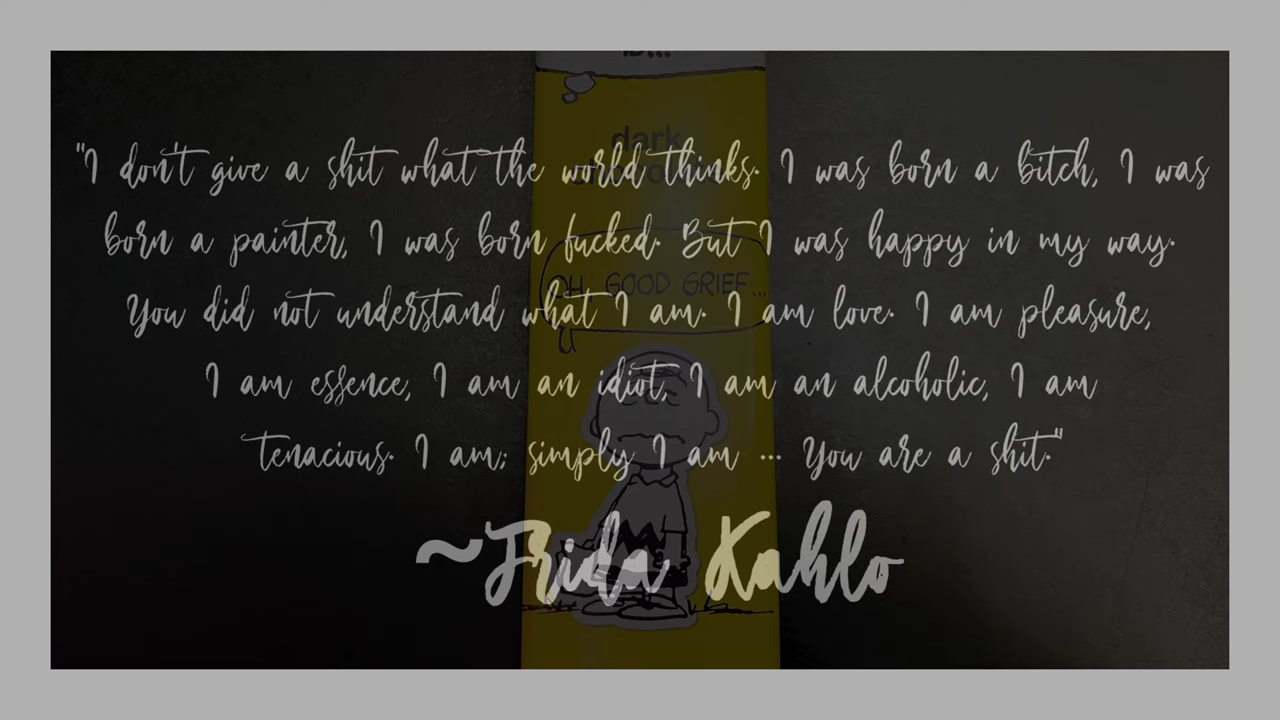 is...
dark
"I don't give a shit what the world thinks. I was born a bitch, I was
born a painter, I was born fucked. But I was happy in my way.
OH, GOOD GRIEF...
You did not understand what I am. I am love. I am pleasure,
I am essence, I am an idiot, I am an alcoholic, I am
tenacious. I am; simply I am ... You are a shit."
~Frida Kahlo